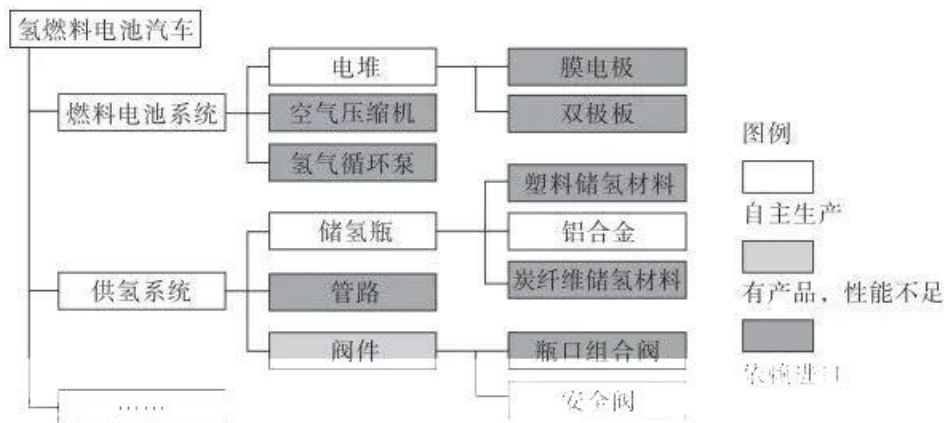 氢燃料电池汽车
燃料电池系统
电堆
膜电极
双极板
空气压缩机
氢气循环泵
供氢系统
储氢瓶
塑料储氢材料
铝合金
炭纤维储氢材料
管路
阀件
瓶口组合阀
安全阀
……
图例
自主生产
有产品，性能不足
依赖进口